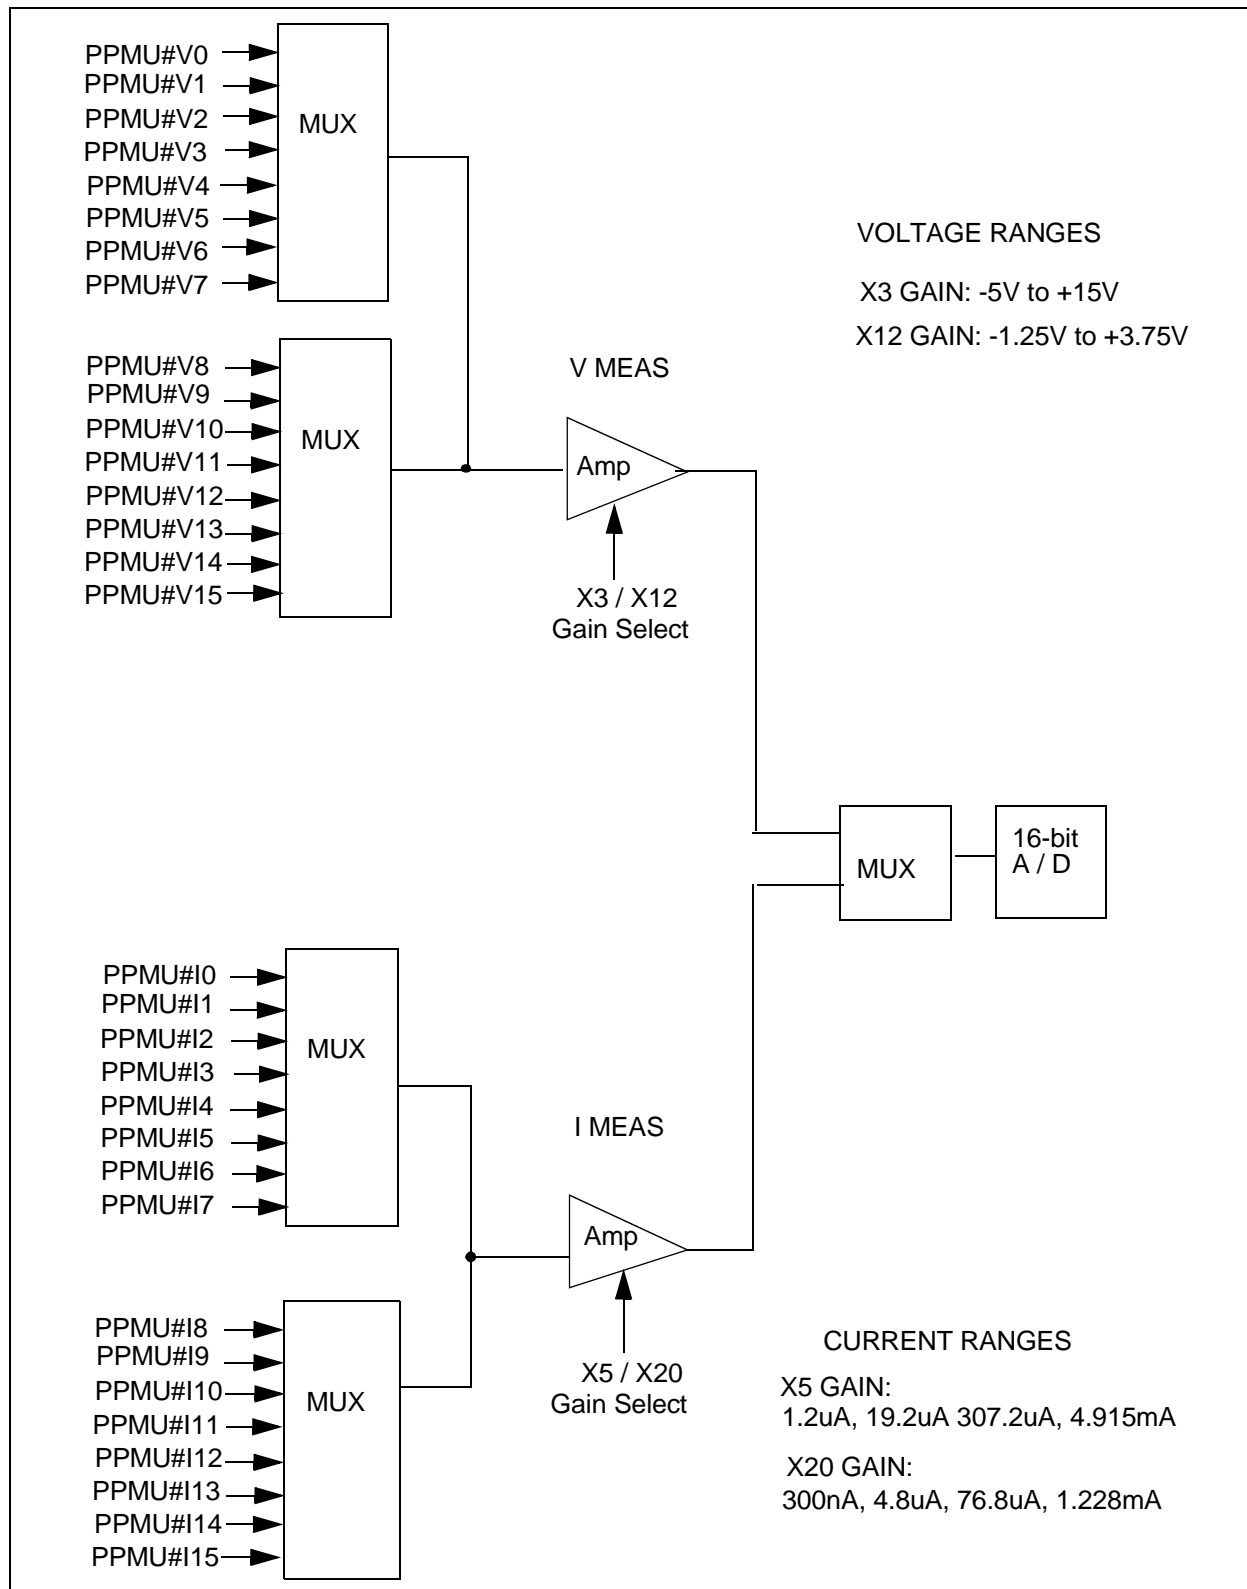 PPMU#V0
PPMU#V1
PPMU#V2
PPMU#V3
PPMU#V4
PPMU#V5
PPMU#V6
PPMU#V7
MUX
VOLTAGE RANGES
X3 GAIN: -5V to +15V
X12 GAIN: -1.25V to +3.75V
PPMU#V8
PPMU#V9
PPMU#V10
PPMU#V11
PPMU#V12
PPMU#V13
PPMU#V14
PPMU#V15
MUX
V MEAS
Amp
X3 / X12
Gain Select
MUX
16-bit
A / D
PPMU#I0
PPMU#I1
PPMU#I2
PPMU#I3
PPMU#I4
PPMU#I5
PPMU#I6
PPMU#I7
MUX
I MEAS
Amp
X5 / X20
Gain Select
PPMU#I8
PPMU#I9
PPMU#I10
PPMU#I11
PPMU#I12
PPMU#I13
PPMU#I14
PPMU#I15
MUX
CURRENT RANGES
X5 GAIN:
1.2uA, 19.2uA 307.2uA, 4.915mA
X20 GAIN:
300nA, 4.8uA, 76.8uA, 1.228mA